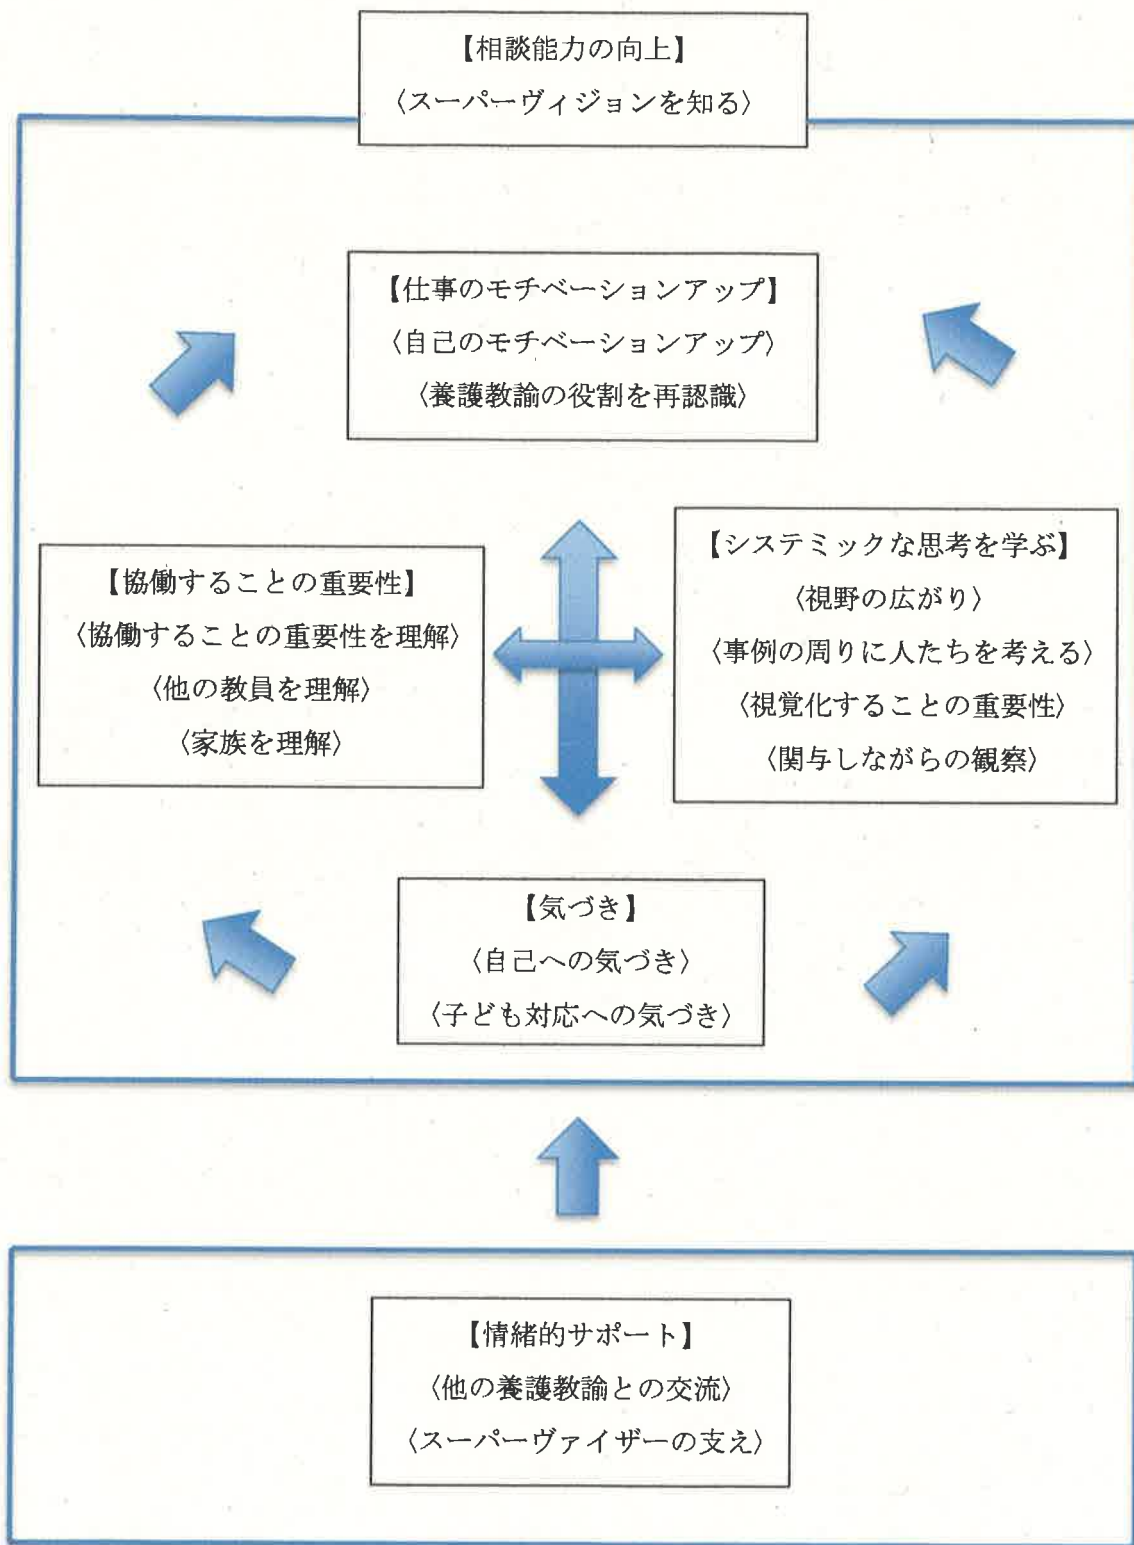 【相談能力の向上】
〈スーパーヴィジョンを知る〉
【仕事のモチベーションアップ】
〈自己のモチベーションアップ〉
〈養護教諭の役割を再認識〉
【協働することの重要性】
〈協働することの重要性を理解〉
〈他の教員を理解〉
〈家族を理解〉
【システミックな思考を学ぶ】
〈視野の広がり〉
〈事例の周りに人たちを考える〉
〈視覚化することの重要性〉
〈関与しながらの観察〉
【気づき】
〈自己への気づき〉
〈子ども対応への気づき〉
【情緒的サポート】
〈他の養護教諭との交流〉
〈スーパーヴァイザーの支え〉